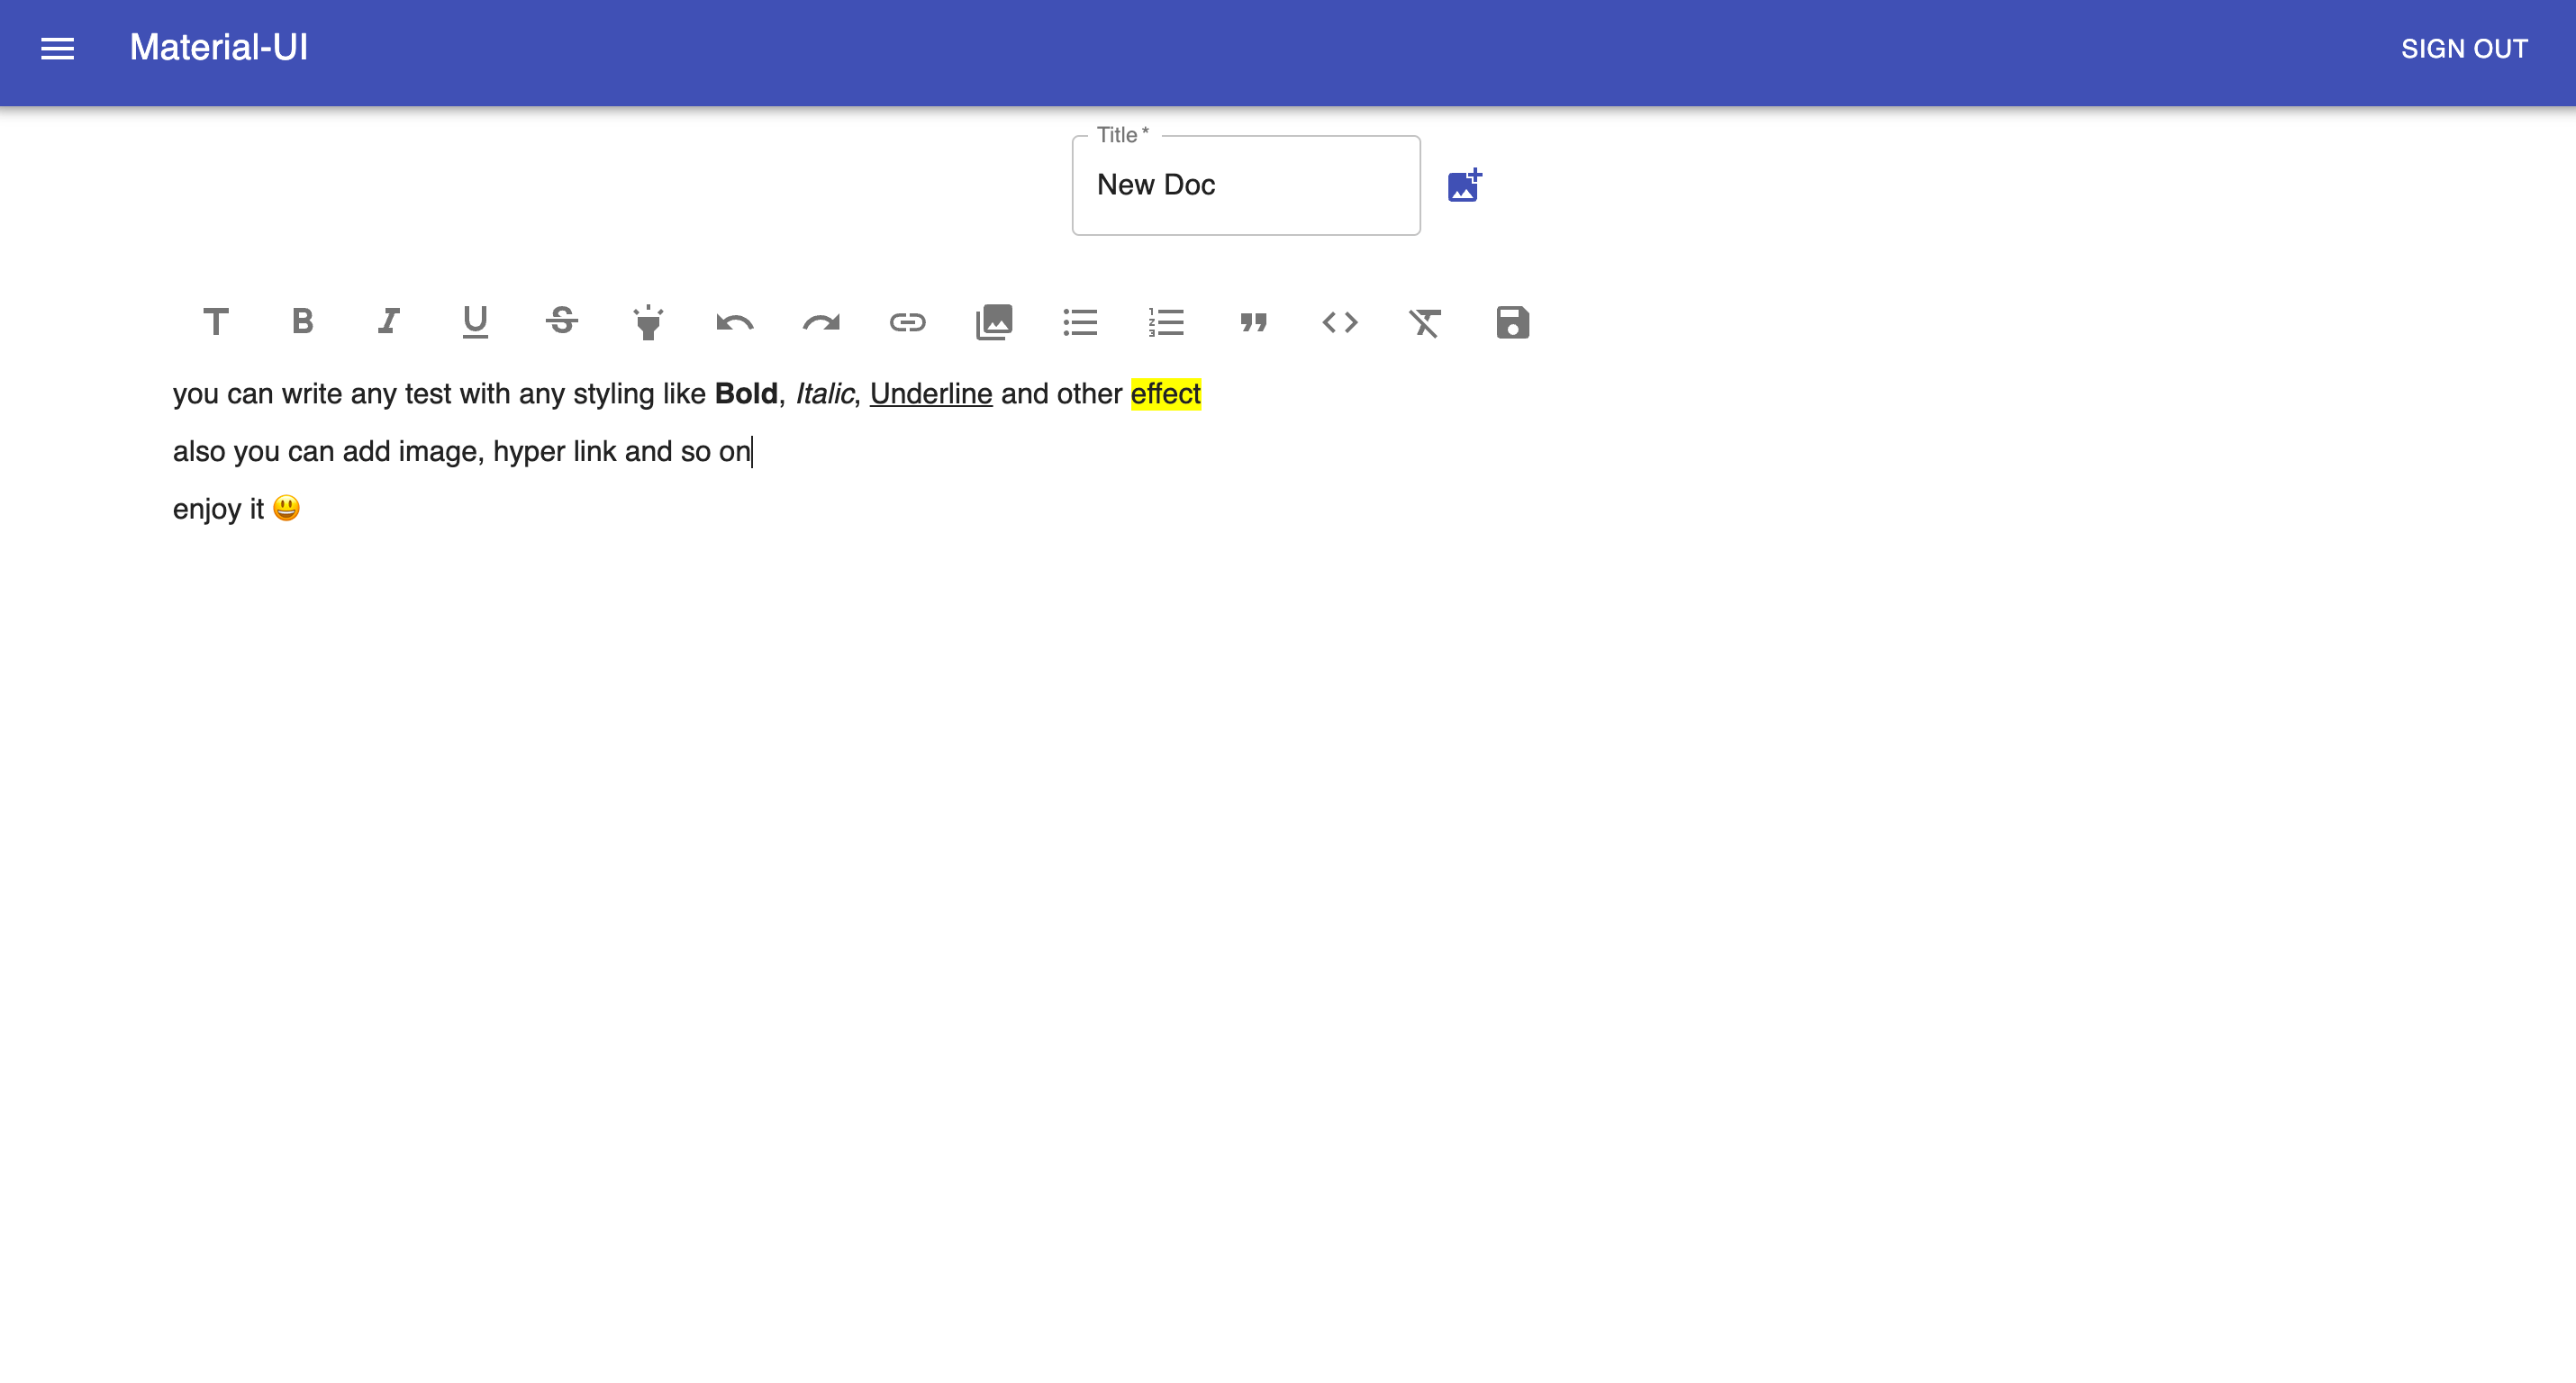 Material-UI
SIGN OUT
Title *
New Doc
you can write any test with any styling like Bold, Italic, Underline and other effect
also you can add image, hyper link and so on
enjoy it 😃